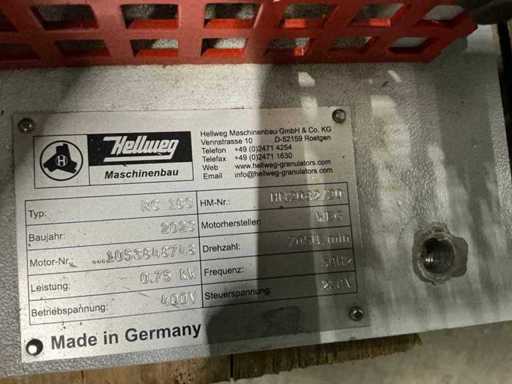 Hellweg
Maschinenbau
Hellweg Maschinenbau GmbH & Co. KG
Vennstrasse 10 D-52159 Roetgen
Telefon +49 (0)2471 4254
Telefax +49 (0)2471 1630
Web www.hellweg-granulators.com
Email info@hellweg-granulators.com
Typ:
HM-Nr.:
Baujahr: 2023
Motorhersteller: WEG
Motor-Nr.
Drehzahl:
Leistung: 0.75 kW
Frequenz: 50Hz
Betriebspannung: 400V
Steuerspannung:
Made in Germany